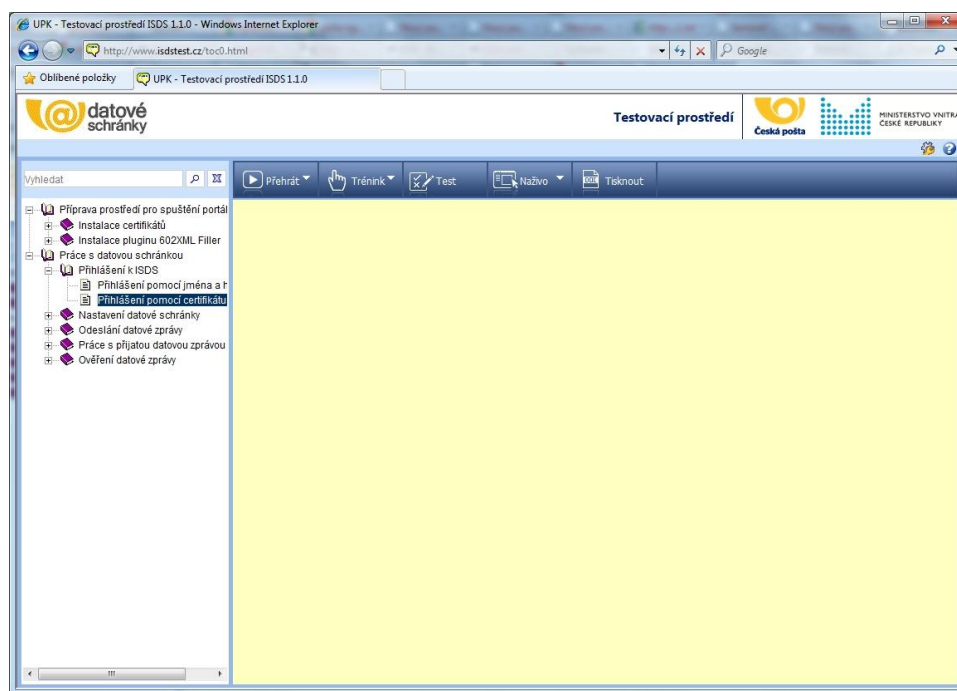 UPK - Testovací prostředí ISDS 1.1.0 - Windows Internet Explorer
http://www.isdstest.cz/toc0.html
Google
Oblíbené položky
UPK - Testovací prostředí ISDS 1.1.0
datové
schránky
Testovací prostředí
Česká pošta
MINISTERSTVO VNITRA
ČESKÉ REPUBLIKY
Vyhledat
Přehrát
Trénink
Test
Naživo
Tisknout
Příprava prostředí pro spuštění portál
Instalace certifikátů
Instalace pluginu 602XML Filler
Práce s datovou schránkou
Přihlášení k ISDS
Přihlášení pomocí jména a h
Přihlášení pomocí certifikátu
Nastavení datové schránky
Odeslání datové zprávy
Práce s přijatou datovou zprávou
Ověření datové zprávy